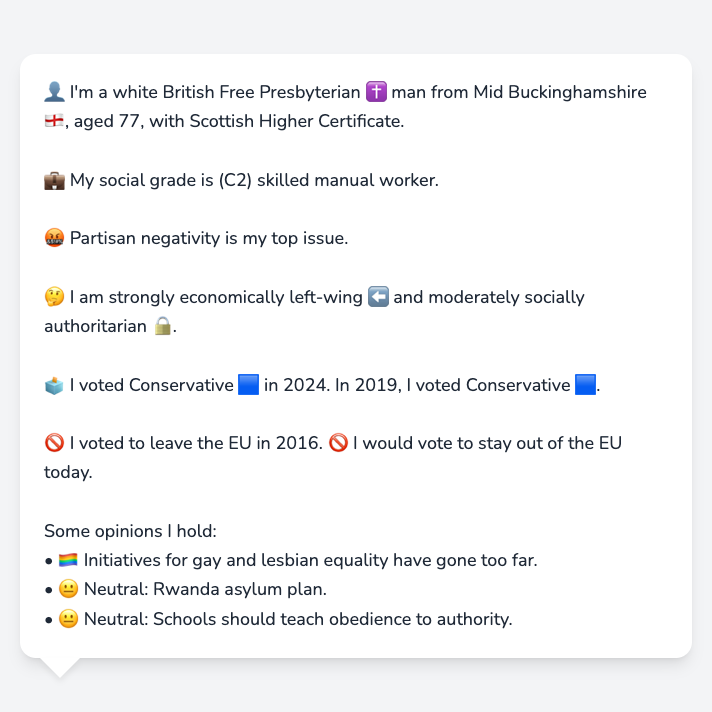 👤 I'm a white British Free Presbyterian ✝️ man from Mid Buckinghamshire
🏴󠁧󠁢󠁥󠁮󠁧󠁿, aged 77, with Scottish Higher Certificate.
💼 My social grade is (C2) skilled manual worker.
🤬 Partisan negativity is my top issue.
🤔 I am strongly economically left-wing ⬅️ and moderately socially
authoritarian 🔒.
🗳️ I voted Conservative 🟦 in 2024. In 2019, I voted Conservative 🟦.
🚫 I voted to leave the EU in 2016. 🚫 I would vote to stay out of the EU
today.
Some opinions I hold:
• 🏳️‍🌈 Initiatives for gay and lesbian equality have gone too far.
• 😐 Neutral: Rwanda asylum plan.
• 😐 Neutral: Schools should teach obedience to authority.